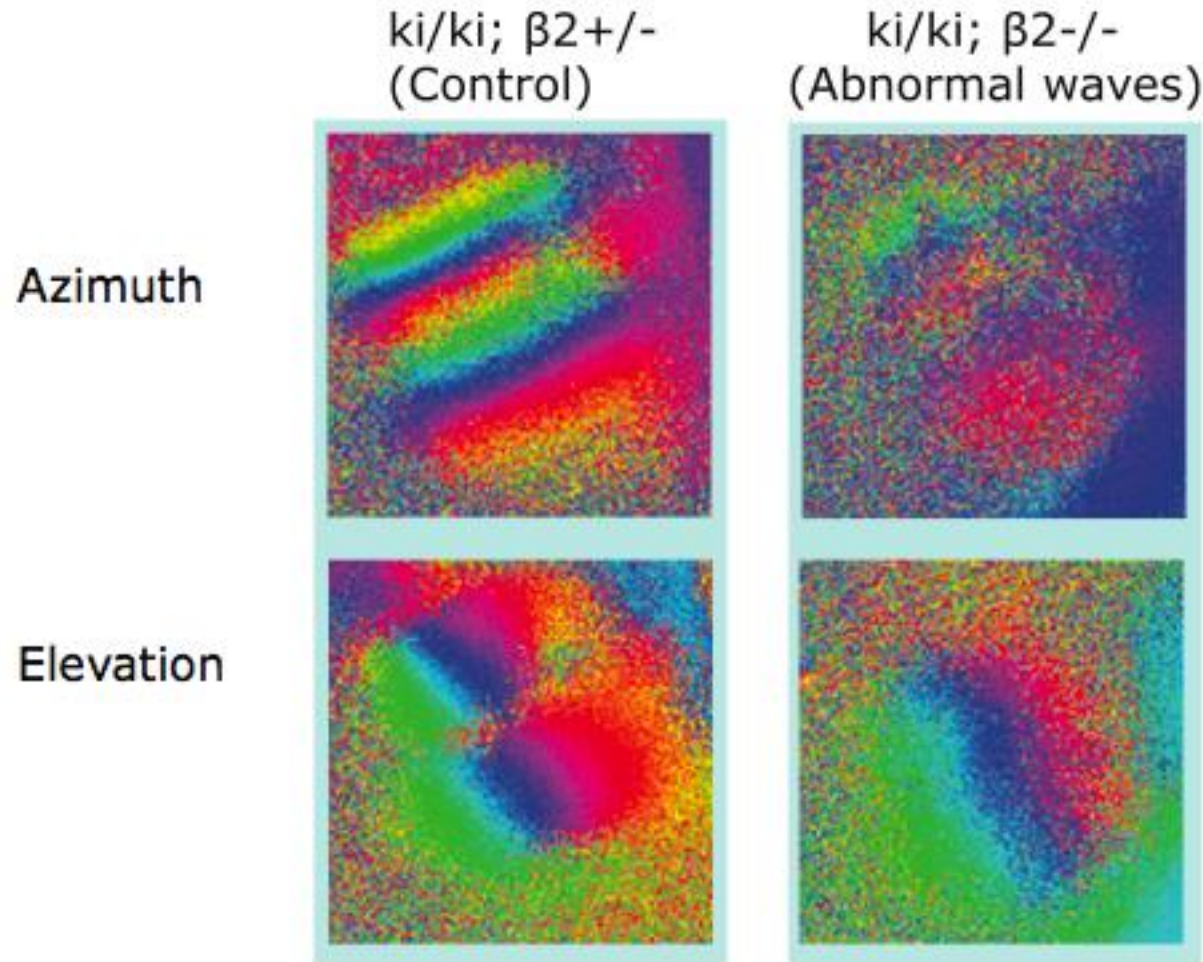 ki/ki; β2+/-
(Control)
ki/ki; β2-/-
(Abnormal waves)
Azimuth
Elevation